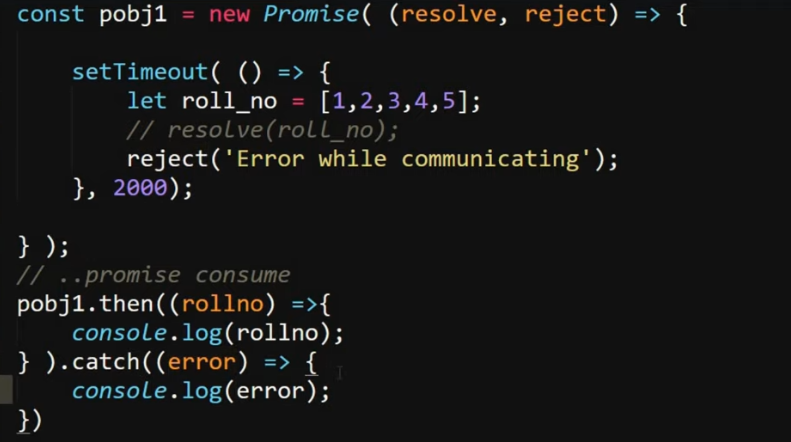 const pobj1 = new Promise( (resolve, reject) => {
setTimeout( () => {
let roll_no = [1,2,3,4,5];
// resolve(roll_no);
reject('Error while communicating');
}, 2000);
} );
// ..promise consume
pobj1.then((rollno) =>{
console.log(rollno);
} ).catch((error) => {
console.log(error);
})